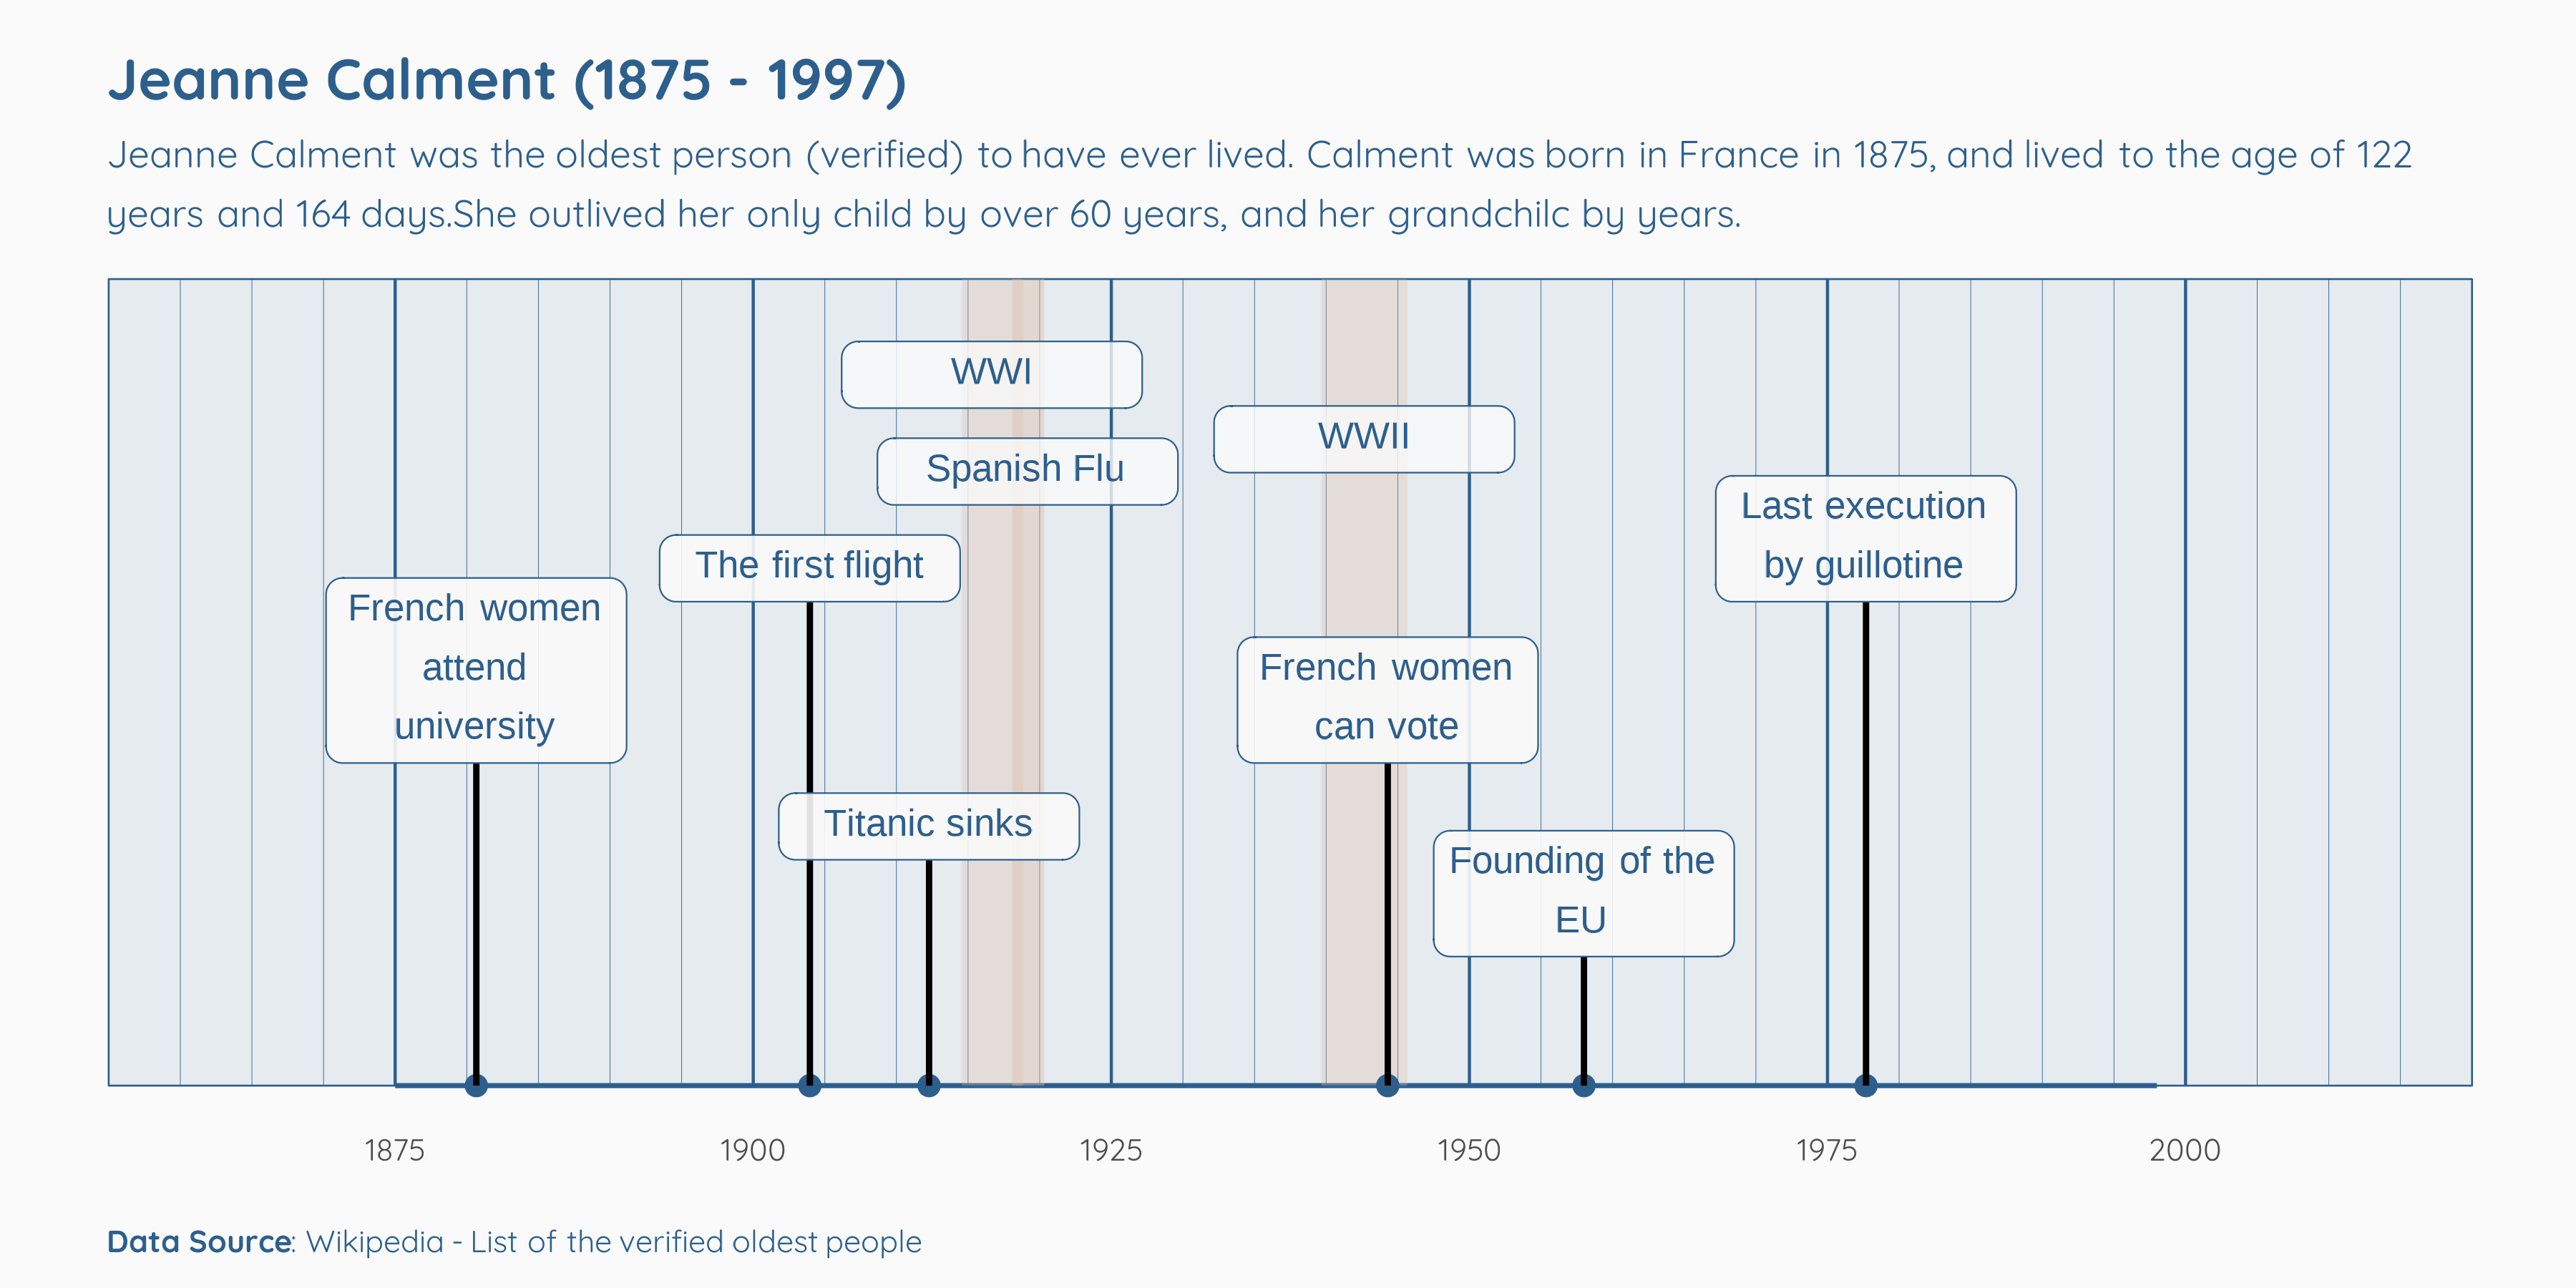 Jeanne Calment (1875 - 1997)
Jeanne Calment was the oldest person (verified) to have ever lived. Calment was born in France in 1875, and lived to the age of 122
years and 164 days.She outlived her only child by over 60 years, and her grandchilc by years.
WWI
WWII
Spanish Flu
Last execution
by guillotine
The first flight
French women
attend
university
French women
can vote
Titanic sinks
Founding of the
EU
1875 1900 1925 1950 1975 2000
Data Source: Wikipedia - List of the verified oldest people